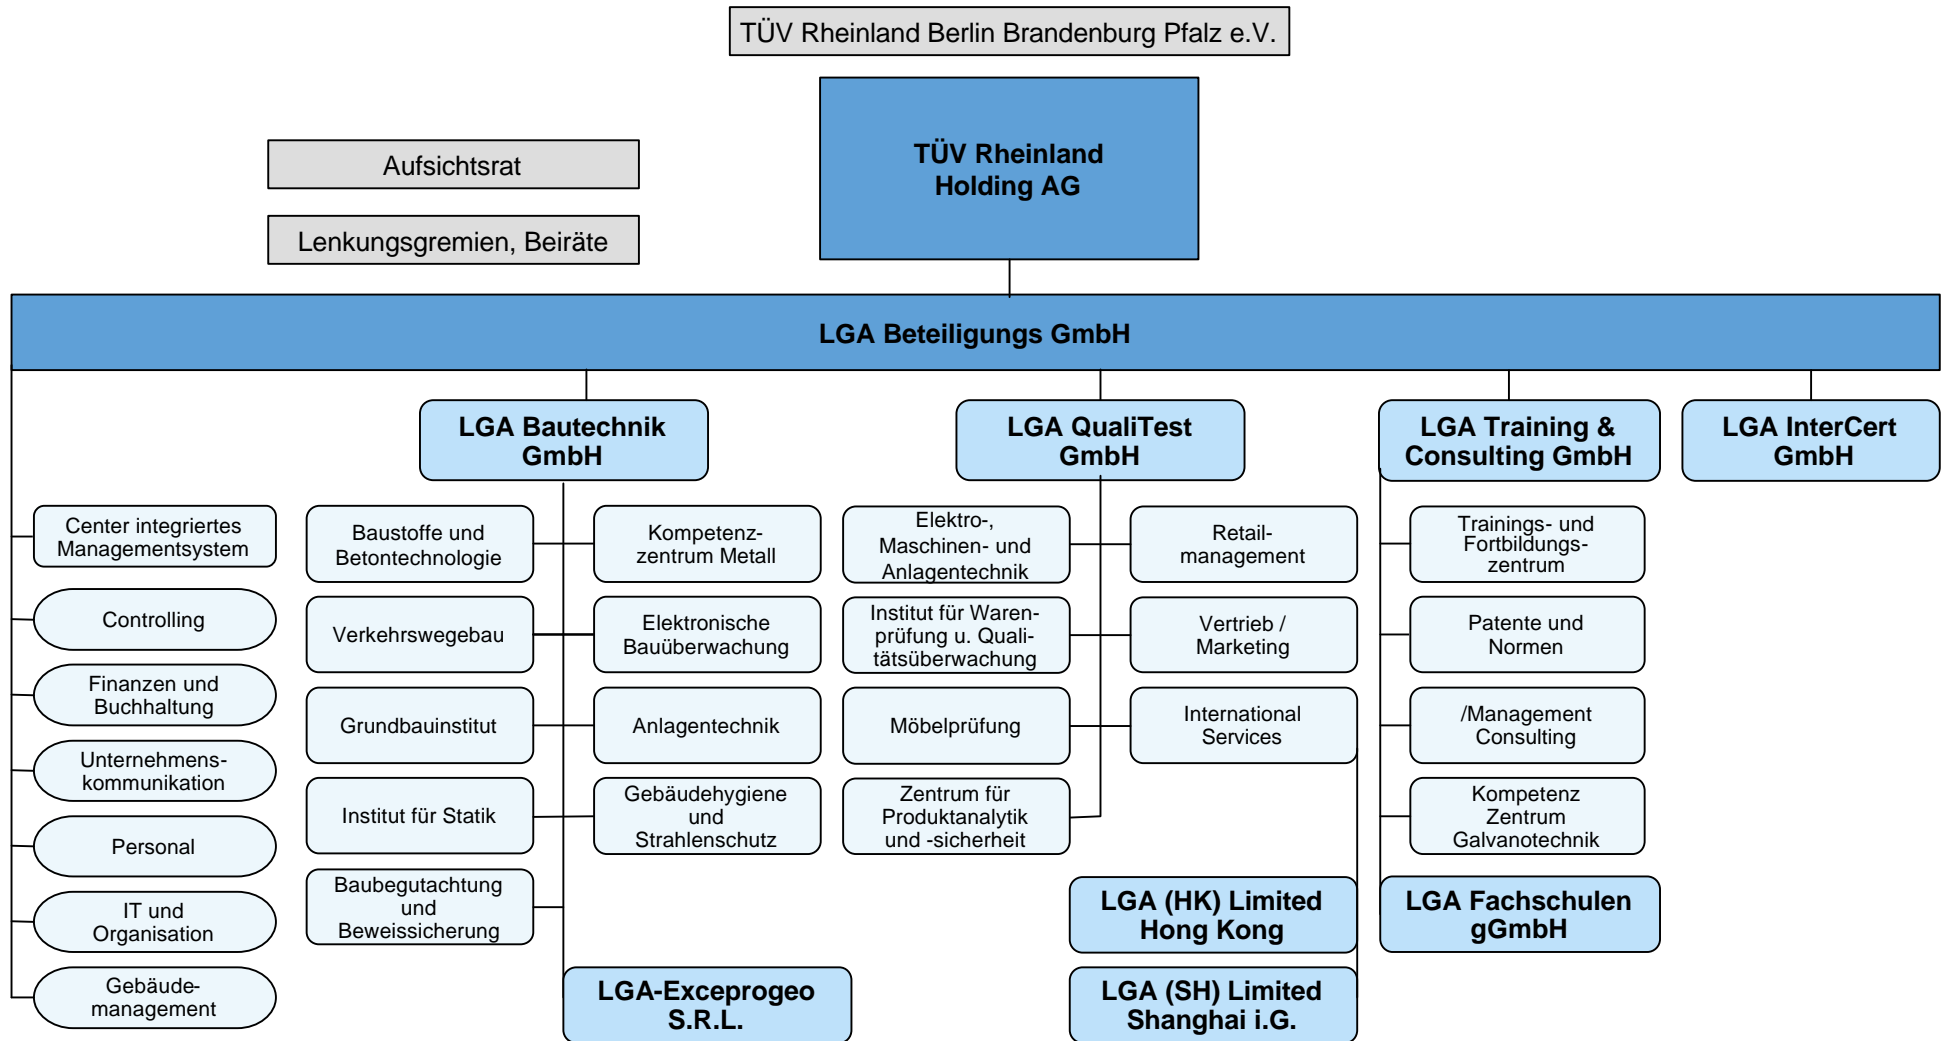 TÜV Rheinland Berlin Brandenburg Pfalz e.V.
TÜV Rheinland
Holding AG
Aufsichtsrat
Lenkungsgremien, Beiräte
LGA Beteiligungs GmbH
LGA Bautechnik
GmbH
LGA QualiTest
GmbH
LGA Training &
Consulting GmbH
LGA InterCert
GmbH
Center integriertes
Managementsystem
Controlling
Finanzen und
Buchhaltung
Unternehmens-
kommunikation
Personal
IT und
Organisation
Gebäude-
management
Baustoffe und
Betontechnologie
Verkehrswegebau
Grundbauinstitut
Institut für Statik
Baubegutachtung
und
Beweissicherung
Kompetenz-
zentrum Metall
Elektronische
Bauüberwachung
Anlagentechnik
Gebäudehygiene
und
Strahlenschutz
LGA-Exceprogeo
S.R.L.
Elektro-,
Maschinen- und
Anlagentechnik
Institut für Waren-
prüfung u. Quali-
tätsüberwachung
Möbelprüfung
Zentrum für
Produktanalytik
und -sicherheit
Retail-
management
Vertrieb /
Marketing
International
Services
LGA (HK) Limited
Hong Kong
LGA (SH) Limited
Shanghai i.G.
Trainings- und
Fortbildungs-
zentrum
Patente und
Normen
/Management
Consulting
Kompetenz
Zentrum
Galvanotechnik
LGA Fachschulen
gGmbH